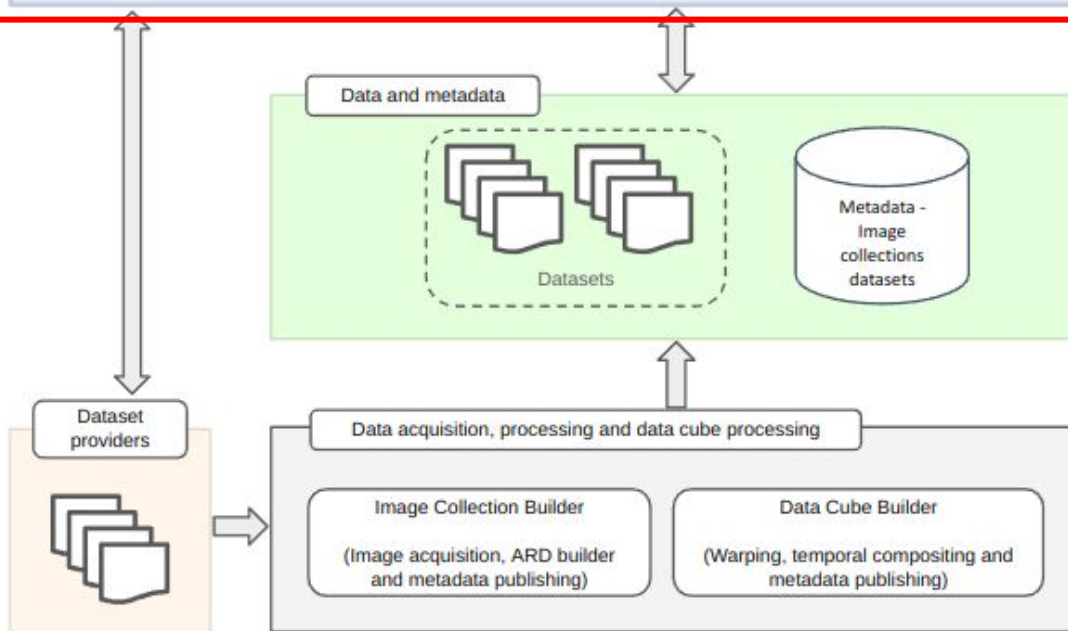 Data and metadata
Datasets
Metadata -
Image
collections
datasets
Dataset
providers
Data acquisition, processing and data cube processing
Image Collection Builder
(Image acquisition, ARD builder
and metadata publishing)
Data Cube Builder
(Warping, temporal compositing and
metadata publishing)